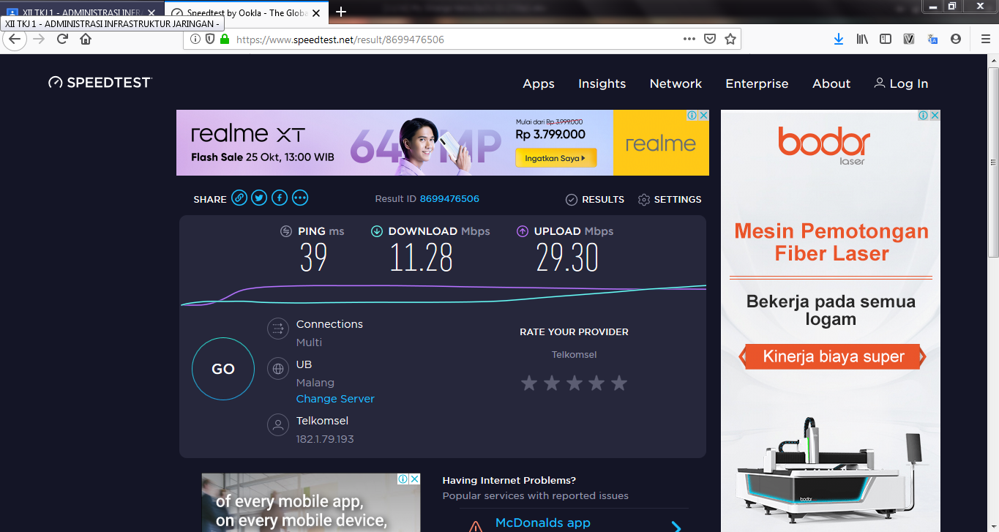 XII TKJ 1 - ADMINISTRASI INFRA
Speedtest by Ookla - The Globa
XII TKJ 1 - ADMINISTRASI INFRASTRUKTUR JARINGAN -
https://www.speedtest.net/result/8699476506
SPEEDTEST
Apps
Insights
Network
Enterprise
About
Log In
realme XT
Flash Sale 25 Okt, 13:00 WIB
64MP
Mulai dari Rp 3.999.000
Rp 3.799.000
Ingatkan Saya
realme
bodor
laser
Mesin Pemotongan
Fiber Laser
Bekerja pada semua
logam
Kinerja biaya super
bodor
SHARE
Result ID 8699476506
RESULTS
SETTINGS
PING ms
39
DOWNLOAD Mbps
11.28
UPLOAD Mbps
29.30
GO
Connections
Multi
UB
Malang
Change Server
Telkomsel
182.1.79.193
RATE YOUR PROVIDER
Telkomsel
of every mobile app,
on every mobile device,
Having Internet Problems?
Popular services with reported issues
McDonalds app